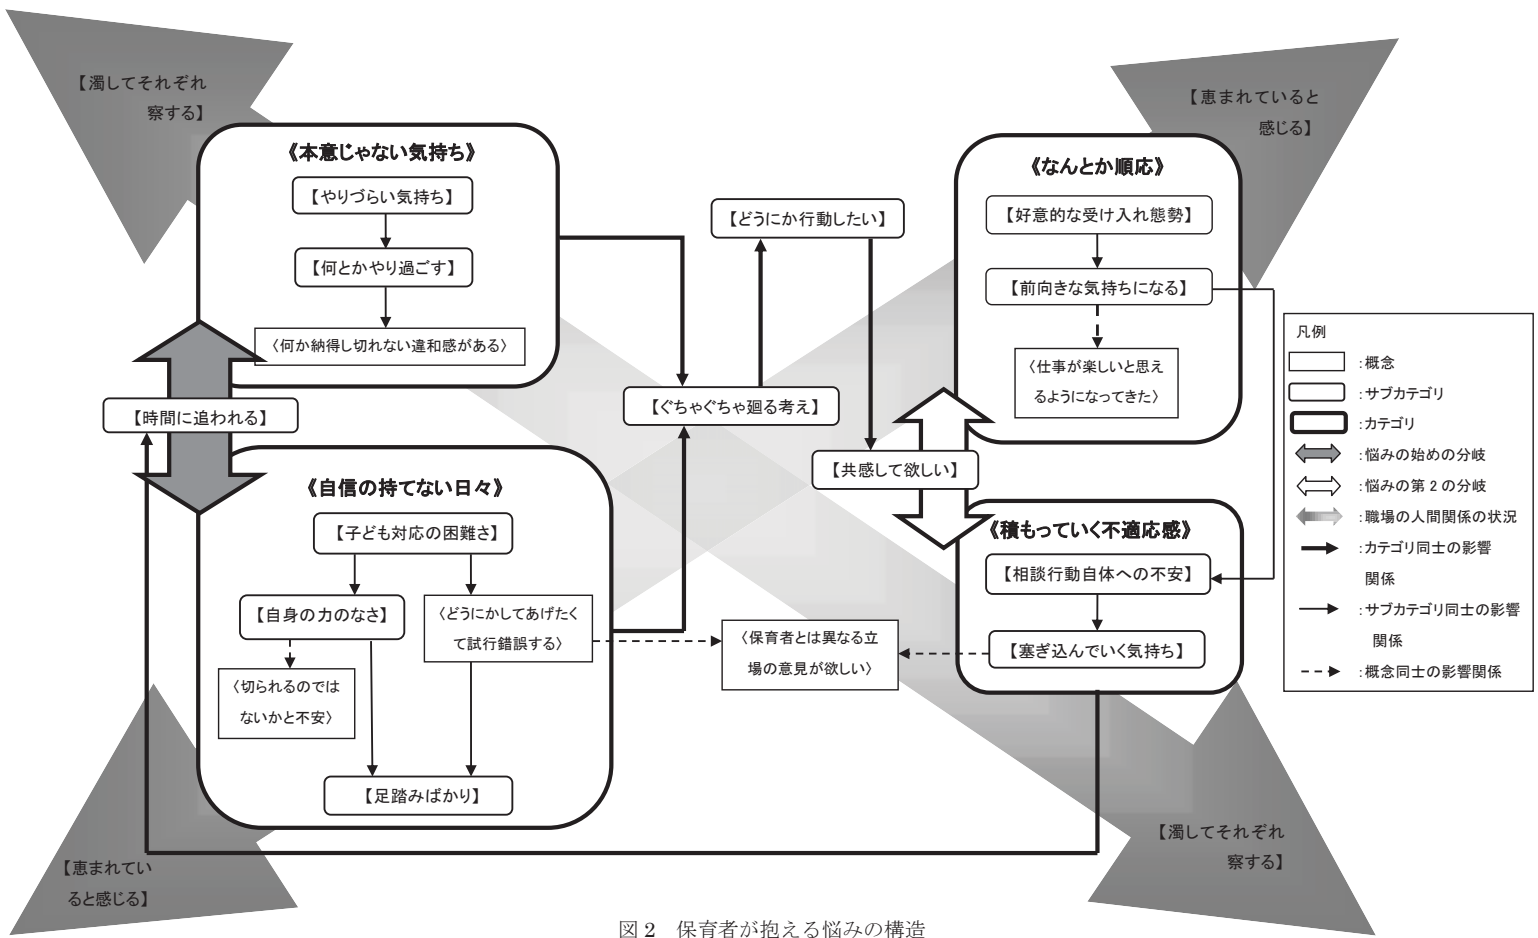 【濁してそれぞれ
察する】
【恵まれていると
感じる】
《本意じゃない気持ち》
【やりづらい気持ち】
【何とかやり過ごす】
〈何か納得し切れない違和感がある〉
【時間に追われる】
《自信の持てない日々》
【子ども対応の困難さ】
【自身の力のなさ】
〈どうにかしてあげたく
て試行錯誤する〉
〈切られるのでは
ないかと不安〉
【足踏みばかり】
【どうにか行動したい】
【ぐちゃぐちゃ廻る考え】
【共感して欲しい】
〈保育者とは異なる立
場の意見が欲しい〉
《なんとか順応》
【好意的な受け入れ態勢】
【前向きな気持ちになる】
〈仕事が楽しいと思え
るようになってきた〉
《積もっていく不適応感》
【相談行動自体への不安】
【塞ぎ込んでいく気持ち】
凡例
:概念
:サブカテゴリ
:カテゴリ
:悩みの始めの分岐
:悩みの第2の分岐
:職場の人間関係の状況
:カテゴリ同士の影響
関係
:サブカテゴリ同士の影響
関係
:概念同士の影響関係
【恵まれてい
ると感じる】
【濁してそれぞれ
察する】
図2 保育者が抱える悩みの構造